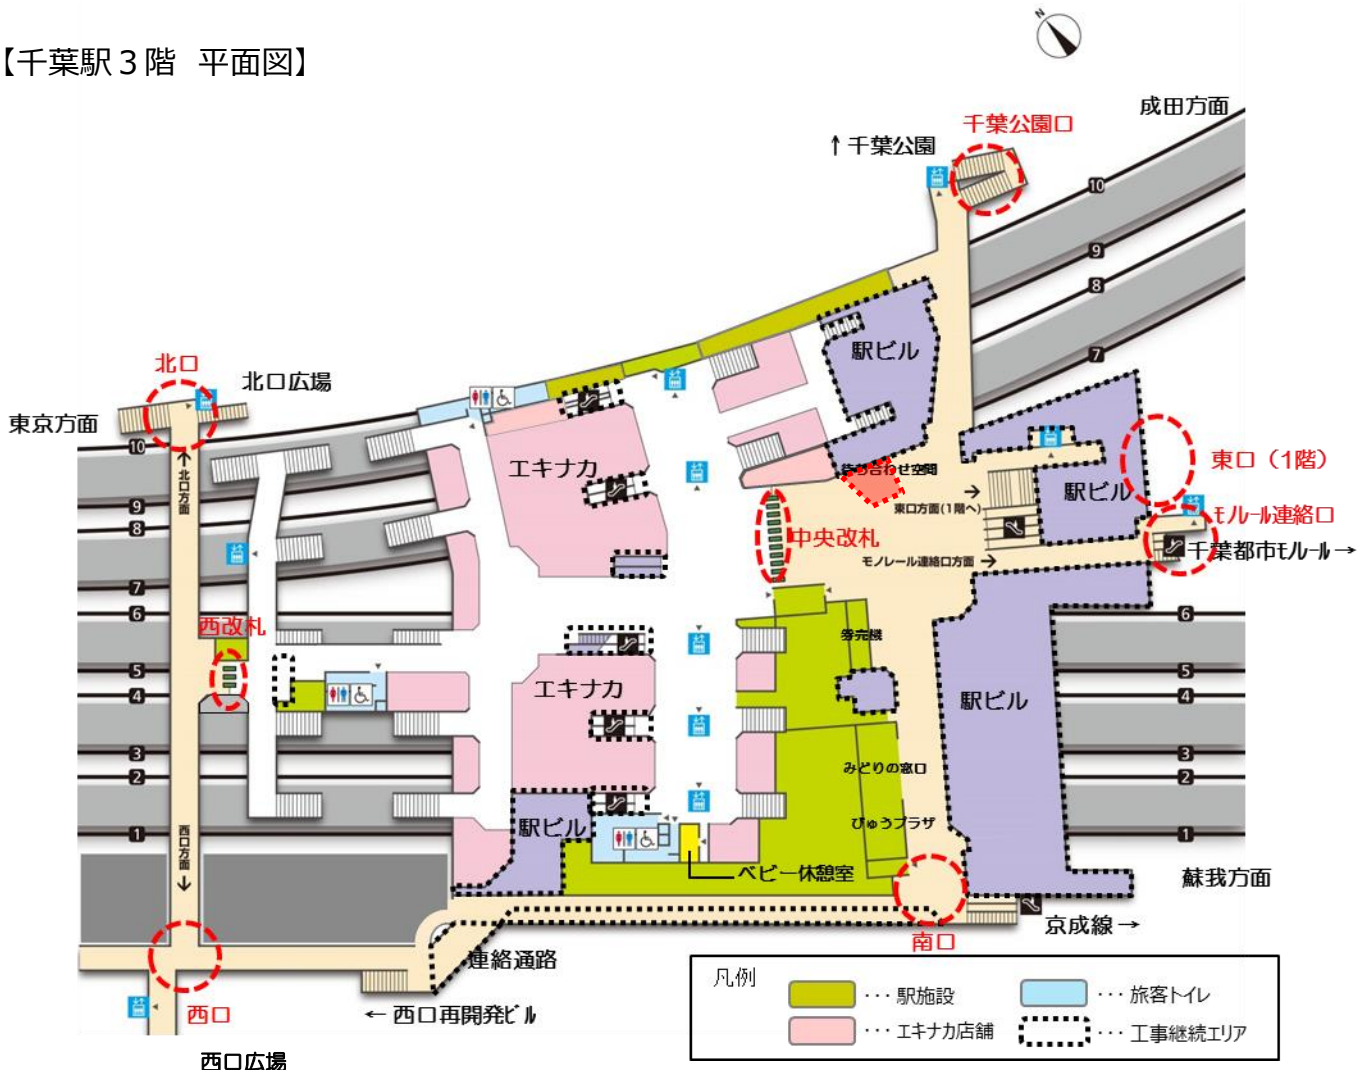 【千葉駅３階 平面図】
N
成田方面
千葉公園口
↑千葉公園
10
9
8
7
駅ビル
北口
北口広場
東京方面
10
9
8
7
6
5
4
3
2
1
↑北口方面
エキナカ
待ち合わせ空間
東口方面(1階へ)→
駅ビル
東口（1階）
モノレール連絡口
千葉都市モノレール→
中央改札
モノレール連絡口方面→
西改札
券売機
エキナカ
駅ビル
6
5
4
3
2
1
みどりの窓口
びゅうプラザ
駅ビル
西口方面↓
ベビー休憩室
蘇我方面
京成線→
南口
連絡通路
←西口再開発ビル
西口
西口広場
凡例
・・・駅施設
・・・旅客トイレ
・・・エキナカ店舗
・・・工事継続エリア